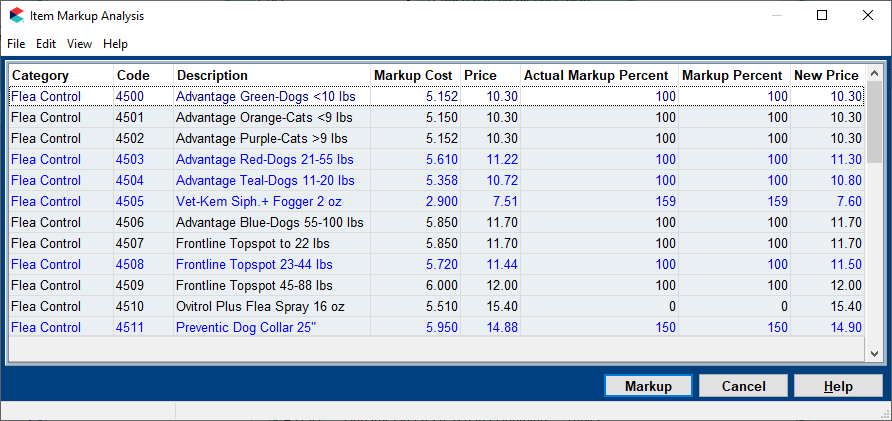 Item Markup Analysis
File Edit View Help
Category Code Description Markup Cost Price Actual Markup Percent Markup Percent New Price
Flea Control 4500 Advantage Green-Dogs <10 lbs 5.152 10.30 100 100 10.30
Flea Control 4501 Advantage Orange-Cats <9 lbs 5.150 10.30 100 100 10.30
Flea Control 4502 Advantage Purple-Cats >9 lbs 5.152 10.30 100 100 10.30
Flea Control 4503 Advantage Red-Dogs 21-55 lbs 5.610 11.22 100 100 11.30
Flea Control 4504 Advantage Teal-Dogs 11-20 lbs 5.358 10.72 100 100 10.80
Flea Control 4505 Vet-Kem Siph.+ Fogger 2 oz 2.900 7.51 159 159 7.60
Flea Control 4506 Advantage Blue-Dogs 55-100 lbs 5.850 11.70 100 100 11.70
Flea Control 4507 Frontline Topspot to 22 lbs 5.850 11.70 100 100 11.70
Flea Control 4508 Frontline Topspot 23-44 lbs 5.720 11.44 100 100 11.50
Flea Control 4509 Frontline Topspot 45-88 lbs 6.000 12.00 100 100 12.00
Flea Control 4510 Ovitrol Plus Flea Spray 16 oz 5.510 15.40 0 0 15.40
Flea Control 4511 Preventic Dog Collar 25" 5.950 14.88 150 150 14.90
Markup Cancel Help